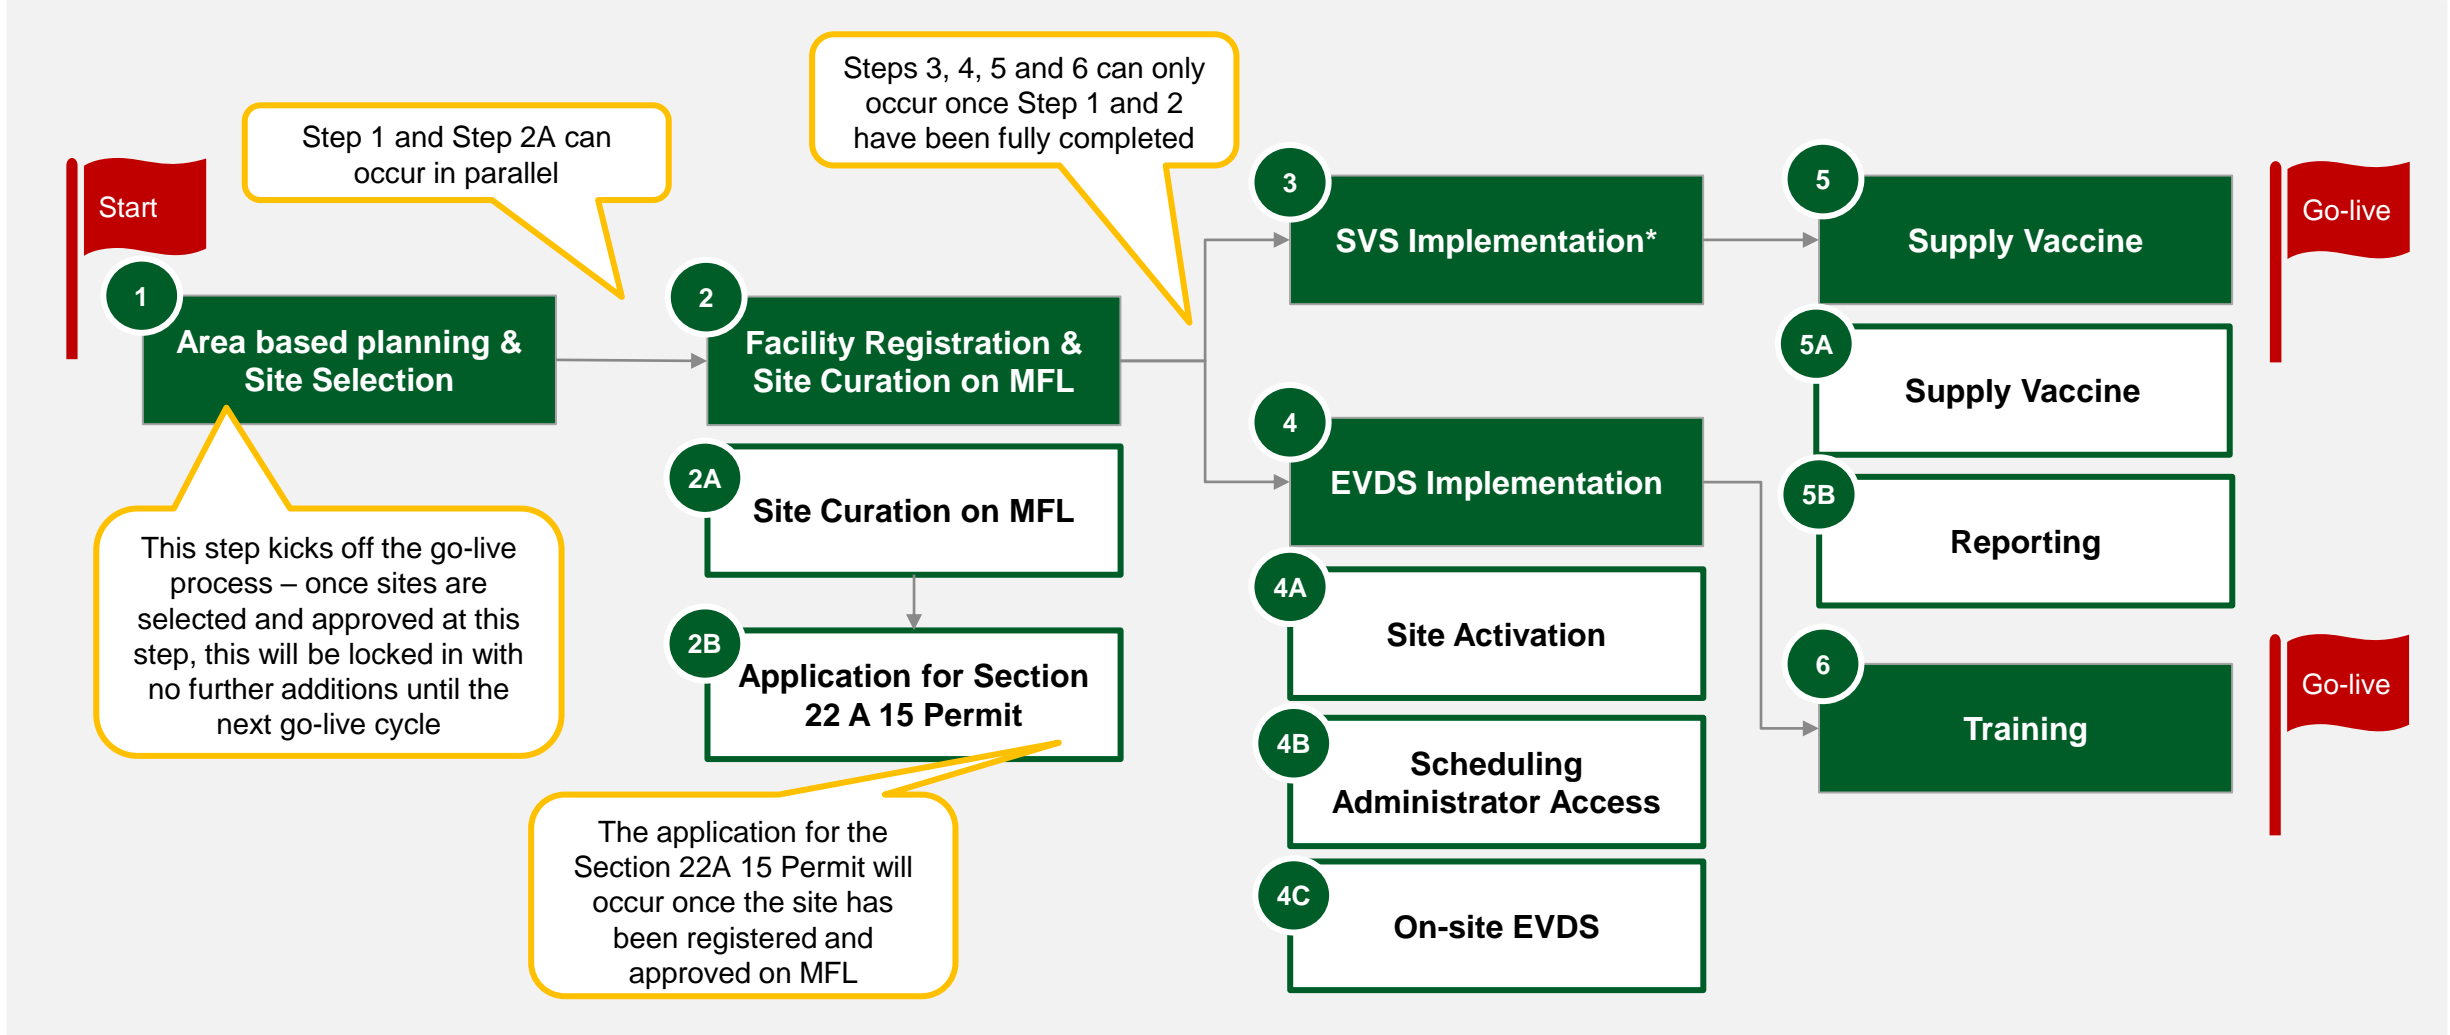 Start
Step 1 and Step 2A can
occur in parallel
Steps 3, 4, 5 and 6 can only
occur once Step 1 and 2
have been fully completed
1
Area based planning &
Site Selection
This step kicks off the go-live
process – once sites are
selected and approved at this
step, this will be locked in with
no further additions until the
next go-live cycle
2
Facility Registration &
Site Curation on MFL
2A
Site Curation on MFL
2B
Application for Section
22 A 15 Permit
The application for the
Section 22A 15 Permit will
occur once the site has
been registered and
approved on MFL
3
SVS Implementation*
4
EVDS Implementation
4A
Site Activation
4B
Scheduling
Administrator Access
4C
On-site EVDS
5
Supply Vaccine
5A
Supply Vaccine
5B
Reporting
6
Training
Go-live
Go-live